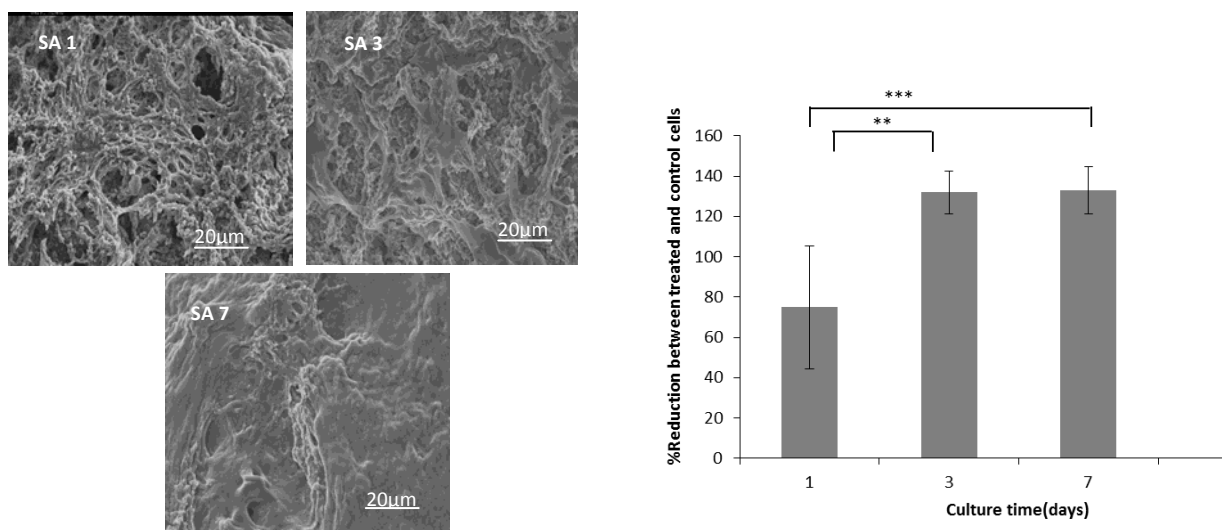 SA 1
20µm
SA 3
20µm
SA 7
20µm
***
**
%Reduction between treated and control cells
160
140
120
100
80
60
40
20
0
1
3
7
Culture time(days)